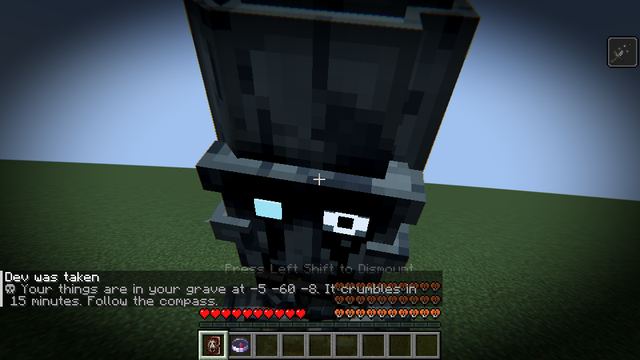 Press Left Shift to Dismount
Dev was taken
☠ Your things are in your grave at -5 -60 -8. It crumbles in
15 minutes. Follow the compass.